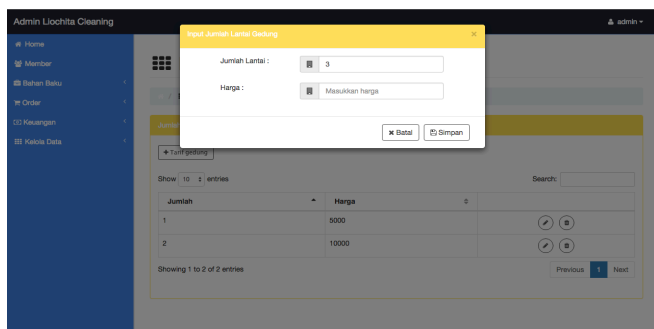 Admin Liochita Cleaning
admin
Input Jumlah Lantai Gedung
×
Home
Member
Bahan Baku
Order
Keuangan
Kelola Data
Jumlah Lantai :
3
Harga :
Masukkan harga
Batal
Simpan
Jumlah
+ Tarif gedung
Show 10 entries
Search:
Jumlah Harga
1 5000
2 10000
Showing 1 to 2 of 2 entries
Previous 1 Next